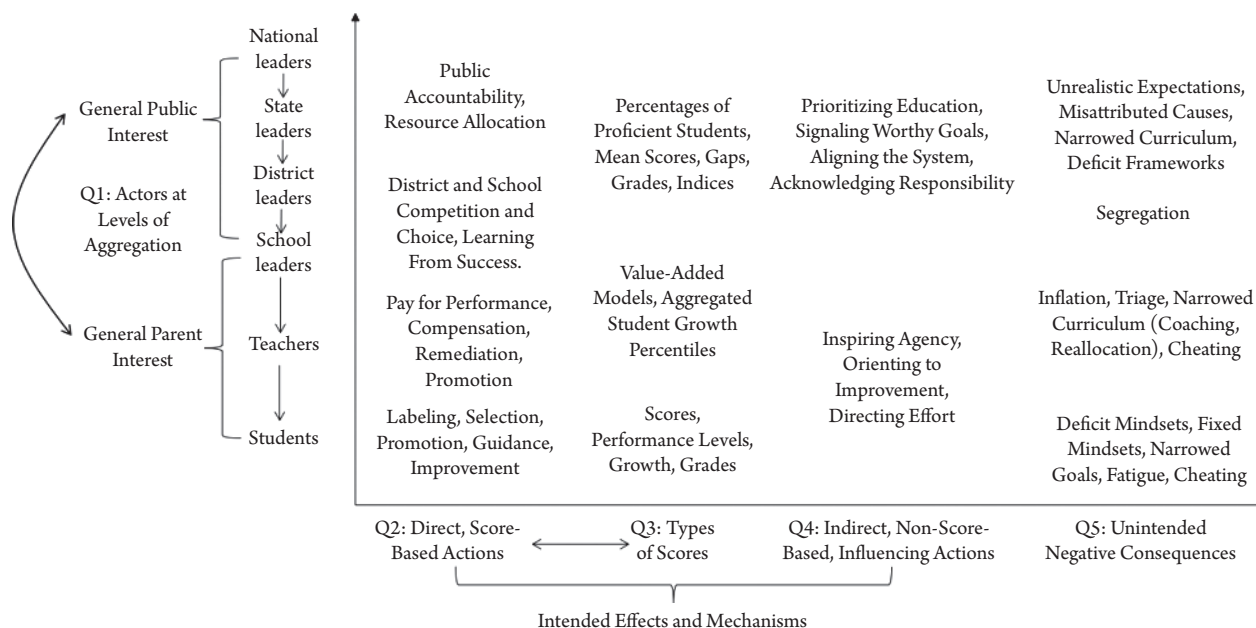 National
leaders
State
leaders
District
leaders
School
leaders
Teachers
Students
General Public
Interest
Q1: Actors at
Levels of
Aggregation
General Parent
Interest
Public
Accountability,
Resource Allocation
District and School
Competition and
Choice, Learning
From Success.
Pay for Performance,
Compensation,
Remediation,
Promotion
Labeling, Selection,
Promotion, Guidance,
Improvement
Percentages of
Proficient Students,
Mean Scores, Gaps,
Grades, Indices
Value-Added
Models, Aggregated
Student Growth
Percentiles
Scores,
Performance Levels,
Growth, Grades
Prioritizing Education,
Signaling Worthy Goals,
Aligning the System,
Acknowledging Responsibility
Inspiring Agency,
Orienting to
Improvement,
Directing Effort
Unrealistic Expectations,
Misattributed Causes,
Narrowed Curriculum,
Deficit Frameworks
Segregation
Inflation, Triage, Narrowed
Curriculum (Coaching,
Reallocation), Cheating
Deficit Mindsets, Fixed
Mindsets, Narrowed
Goals, Fatigue, Cheating
Q2: Direct, Score-
Based Actions
Q3: Types
of Scores
Q4: Indirect, Non-Score-
Based, Influencing Actions
Q5: Unintended
Negative Consequences
Intended Effects and Mechanisms